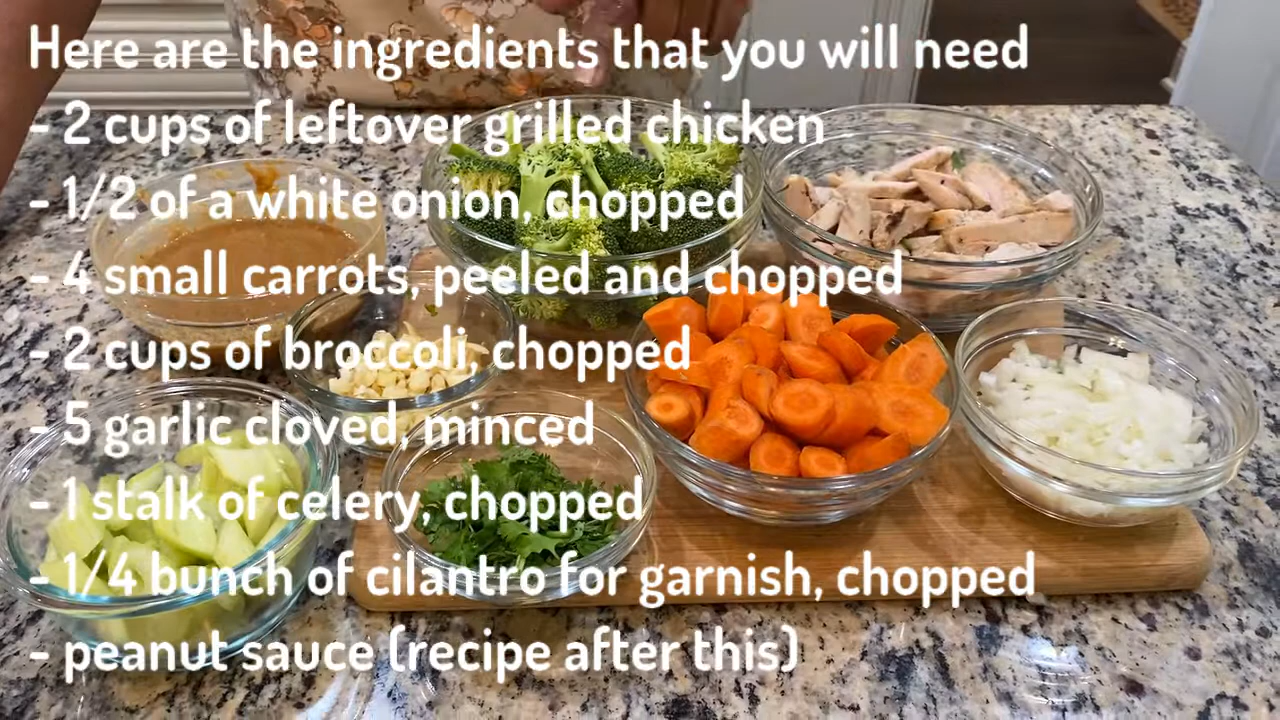 Here are the ingredients that you will need
- 2 cups of leftover grilled chicken
- 1/2 of a white onion, chopped
- 4 small carrots, peeled and chopped
- 2 cups of broccoli, chopped
- 5 garlic cloved, minced
- 1 stalk of celery, chopped
- 1/4 bunch of cilantro for garnish, chopped
- peanut sauce (recipe after this)